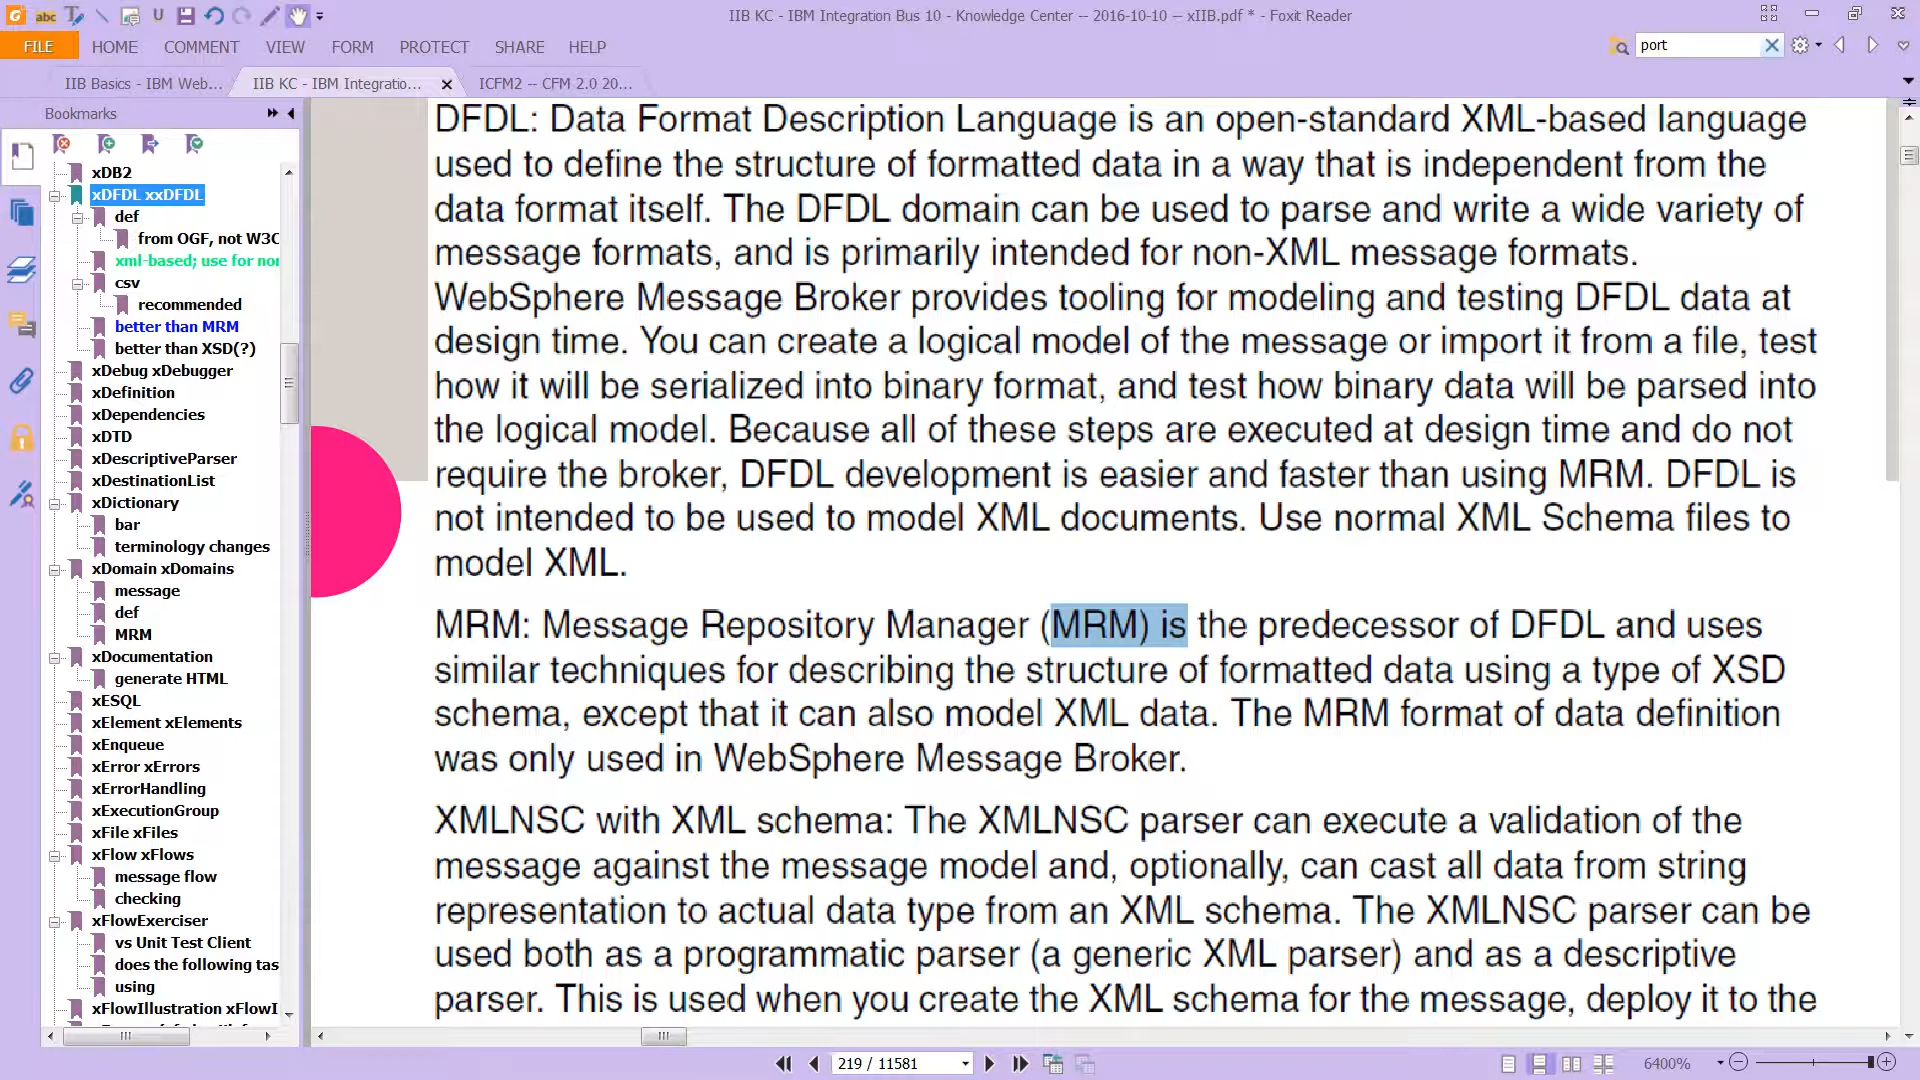 IIB KC - IBM Integration Bus 10 - Knowledge Center -- 2016-10-10 -- xIIB.pdf * - Foxit Reader
FILE HOME COMMENT VIEW FORM PROTECT SHARE HELP
port
IIB Basics - IBM Web...
IIB KC - IBM Integratio...
ICFM2 -- CFM 2.0 20...
Bookmarks
xDB2
xDFDL xxDFDL
def
from OGF, not W3C
xml-based; use for non
csv
recommended
better than MRM
better than XSD(?)
xDebug xDebugger
xDefinition
xDependencies
xDTD
xDescriptiveParser
xDestinationList
xDictionary
bar
terminology changes
xDomain xDomains
message
def
MRM
xDocumentation
generate HTML
xESQL
xElement xElements
xEnqueue
xError xErrors
xErrorHandling
xExecutionGroup
xFile xFiles
xFlow xFlows
message flow
checking
xFlowExerciser
vs Unit Test Client
does the following tas
using
xFlowIllustration xFlowI
DFDL: Data Format Description Language is an open-standard XML-based language
used to define the structure of formatted data in a way that is independent from the
data format itself. The DFDL domain can be used to parse and write a wide variety of
message formats, and is primarily intended for non-XML message formats.
WebSphere Message Broker provides tooling for modeling and testing DFDL data at
design time. You can create a logical model of the message or import it from a file, test
how it will be serialized into binary format, and test how binary data will be parsed into
the logical model. Because all of these steps are executed at design time and do not
require the broker, DFDL development is easier and faster than using MRM. DFDL is
not intended to be used to model XML documents. Use normal XML Schema files to
model XML.
MRM: Message Repository Manager (MRM) is the predecessor of DFDL and uses
similar techniques for describing the structure of formatted data using a type of XSD
schema, except that it can also model XML data. The MRM format of data definition
was only used in WebSphere Message Broker.
XMLNSC with XML schema: The XMLNSC parser can execute a validation of the
message against the message model and, optionally, can cast all data from string
representation to actual data type from an XML schema. The XMLNSC parser can be
used both as a programmatic parser (a generic XML parser) and as a descriptive
parser. This is used when you create the XML schema for the message, deploy it to the
219 / 11581
6400%